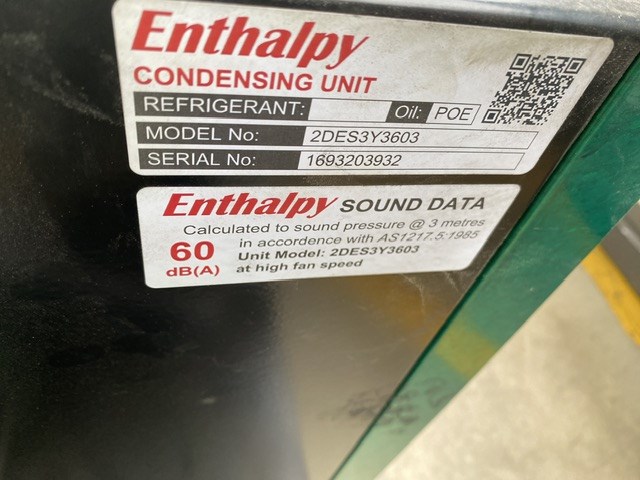 Enthalpy
CONDENSING UNIT
REFRIGERANT: Oil: POE
MODEL No: 2DES3Y3603
SERIAL No: 1693203932
Enthalpy SOUND DATA
Calculated to sound pressure @ 3 metres
in accordance with AS1217.5:1985
60 Unit Model: 2DES3Y3603
dB(A) at high fan speed